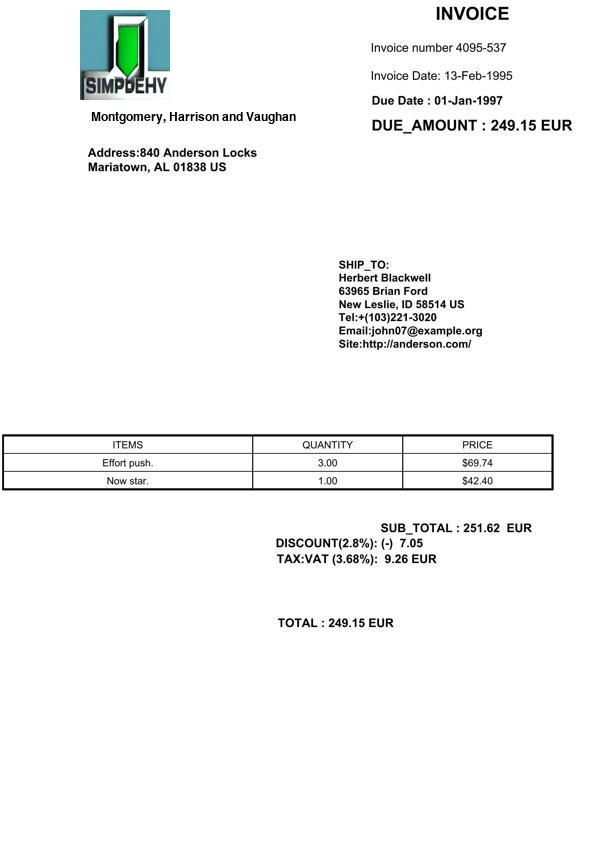 INVOICE
SIMPDEHY
Invoice number 4095-537
Invoice Date: 13-Feb-1995
Due Date : 01-Jan-1997
Montgomery, Harrison and Vaughan
DUE_AMOUNT : 249.15 EUR
Address:840 Anderson Locks
Mariatown, AL 01838 US
SHIP_TO:
Herbert Blackwell
63965 Brian Ford
New Leslie, ID 58514 US
Tel:+(103)221-3020
Email:john07@example.org
Site:http://anderson.com/
ITEMS QUANTITY PRICE
Effort push. 3.00 $69.74
Now star. 1.00 $42.40
SUB_TOTAL : 251.62 EUR
DISCOUNT(2.8%): (-) 7.05
TAX:VAT (3.68%): 9.26 EUR
TOTAL : 249.15 EUR